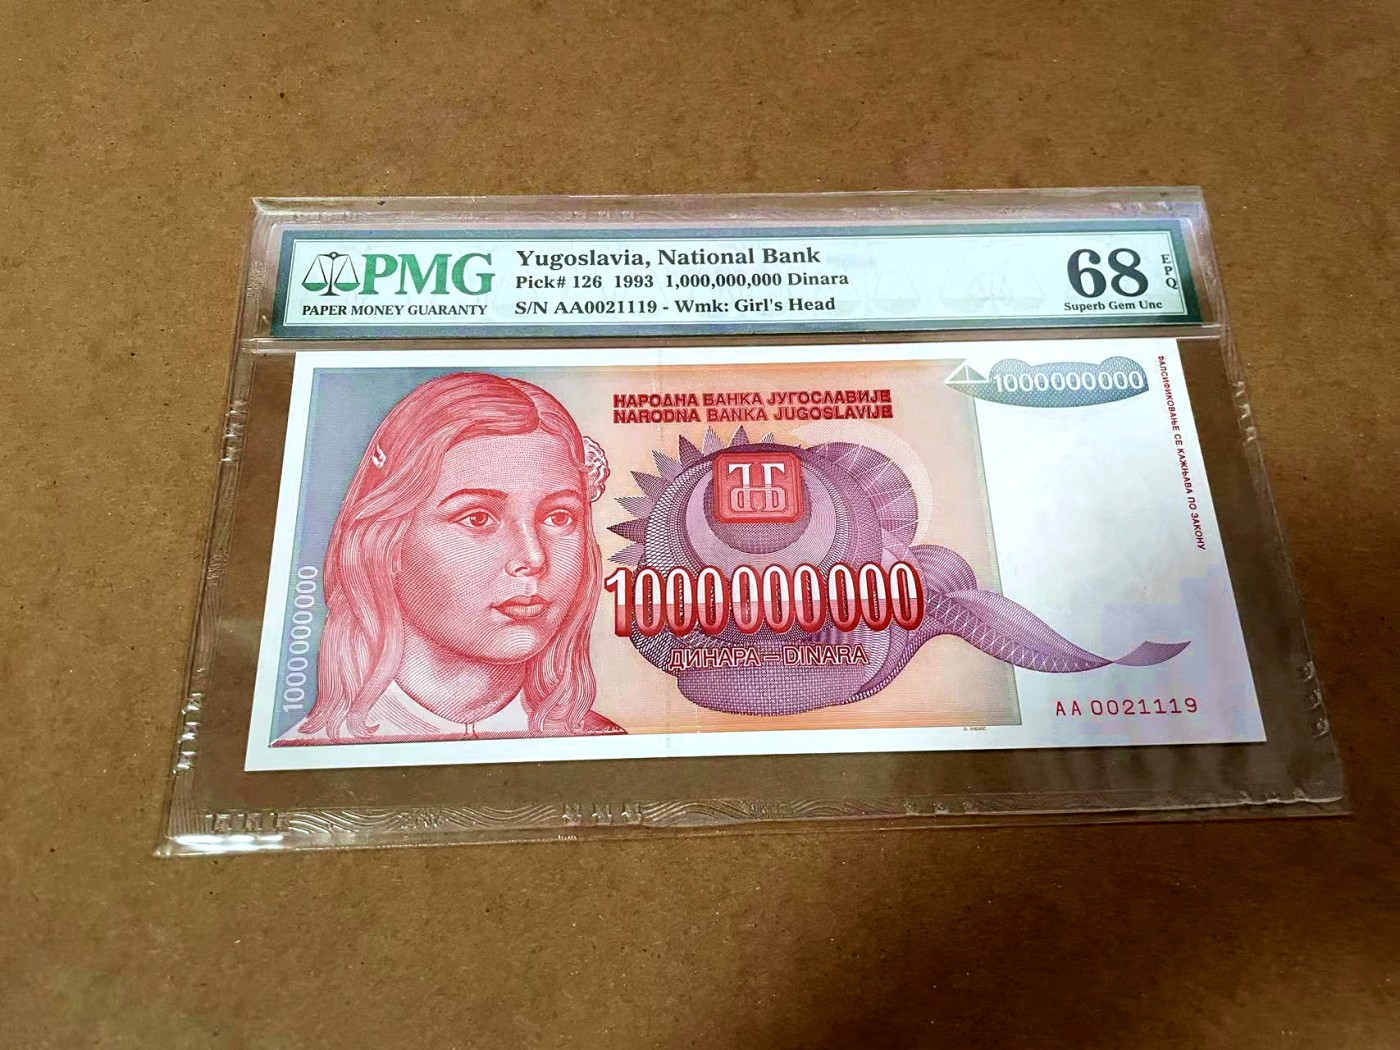 PMG
PAPER MONEY GUARANTY
Yugoslavia, National Bank
Pick# 126 1993 1,000,000,000 Dinara
S/N AA0021119 - Wmk: Girl's Head
68
EPQ
Superb Gem Unc
НАРОДНА БАНКА ЈУГОСЛАВИЈЕ
NARODNA BANKA JUGOSLAVIJE
1000000000
ФАЛСИФИКОВАЊЕ СЕ КАЖЊАВА ПО ЗАКОНУ
1000000000
1000000000
ДИНАРА – DINARA
AA 0021119